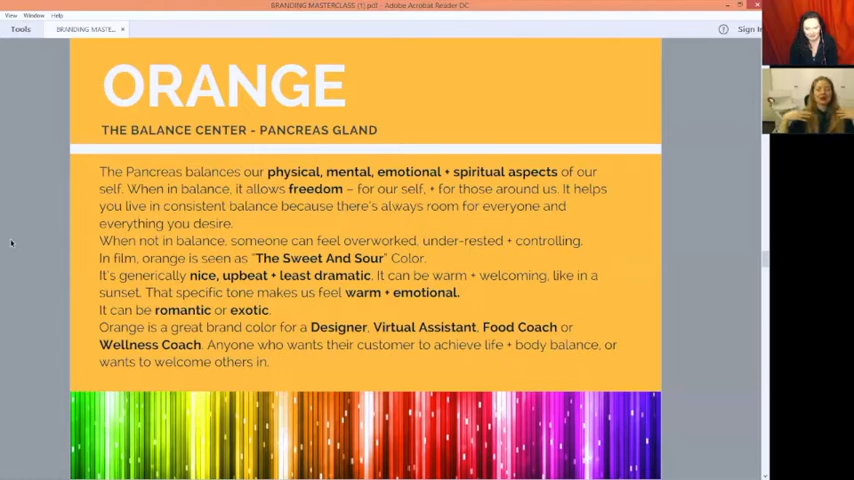 BRANDING MASTERCLASS (1).pdf - Adobe Acrobat Reader DC
View Window Help
Tools BRANDING MASTE... × Sign In
ORANGE
THE BALANCE CENTER - PANCREAS GLAND
The Pancreas balances our physical, mental, emotional + spiritual aspects of our
self. When in balance, it allows freedom – for our self, + for those around us. It helps
you live in consistent balance because there's always room for everyone and
everything you desire.
When not in balance, someone can feel overworked, under-rested + controlling.
In film, orange is seen as "The Sweet And Sour" Color.
It's generically nice, upbeat + least dramatic. It can be warm + welcoming, like in a
sunset. That specific tone makes us feel warm + emotional.
It can be romantic or exotic.
Orange is a great brand color for a Designer, Virtual Assistant, Food Coach or
Wellness Coach. Anyone who wants their customer to achieve life + body balance, or
wants to welcome others in.